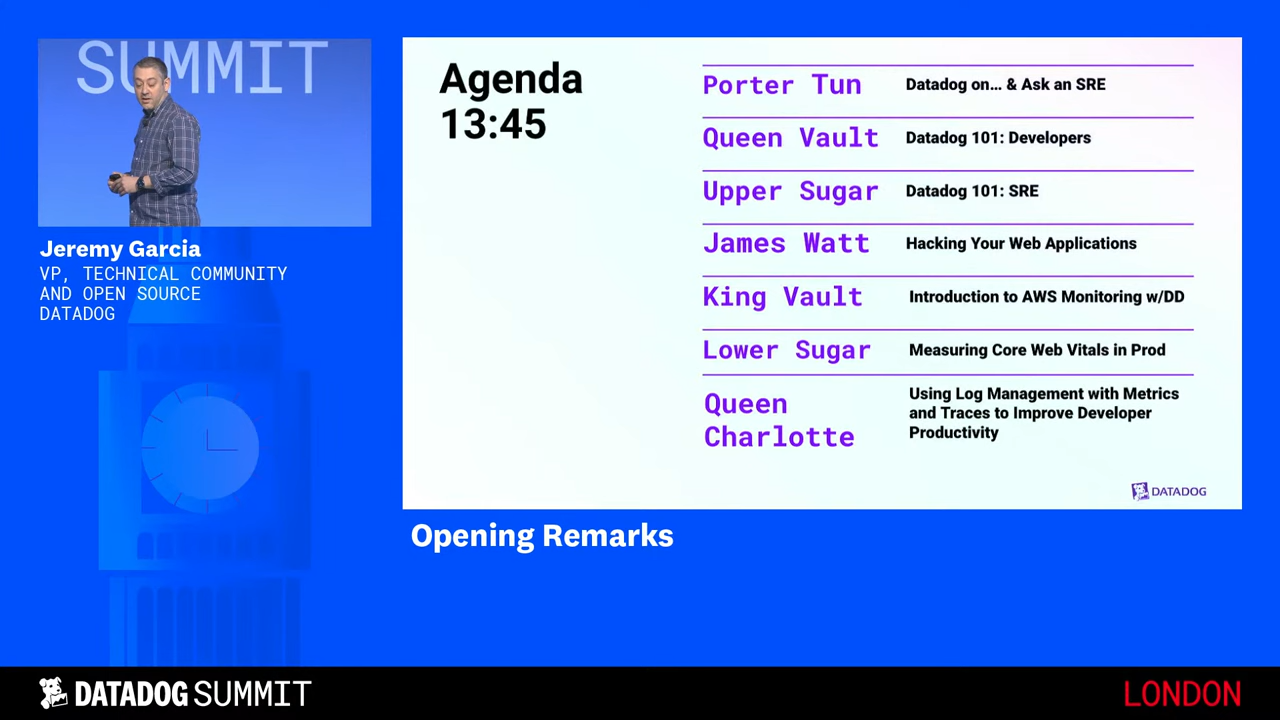 SUMMIT
Jeremy Garcia
VP, TECHNICAL COMMUNITY
AND OPEN SOURCE
DATADOG
Agenda
13:45
Porter Tun Datadog on... & Ask an SRE
Queen Vault Datadog 101: Developers
Upper Sugar Datadog 101: SRE
James Watt Hacking Your Web Applications
King Vault Introduction to AWS Monitoring w/DD
Lower Sugar Measuring Core Web Vitals in Prod
Queen
Charlotte
Using Log Management with Metrics
and Traces to Improve Developer
Productivity
DATADOG
Opening Remarks
DATADOG SUMMIT
LONDON